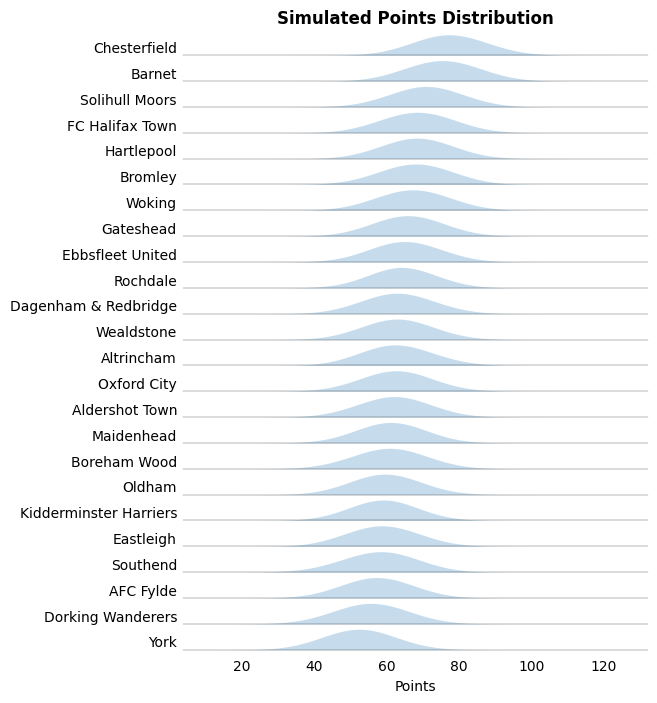 Simulated Points Distribution
Chesterfield
Barnet
Solihull Moors
FC Halifax Town
Hartlepool
Bromley
Woking
Gateshead
Ebbsfleet United
Rochdale
Dagenham & Redbridge
Wealdstone
Altrincham
Oxford City
Aldershot Town
Maidenhead
Boreham Wood
Oldham
Kidderminster Harriers
Eastleigh
Southend
AFC Fylde
Dorking Wanderers
York
20 40 60 80 100 120
Points